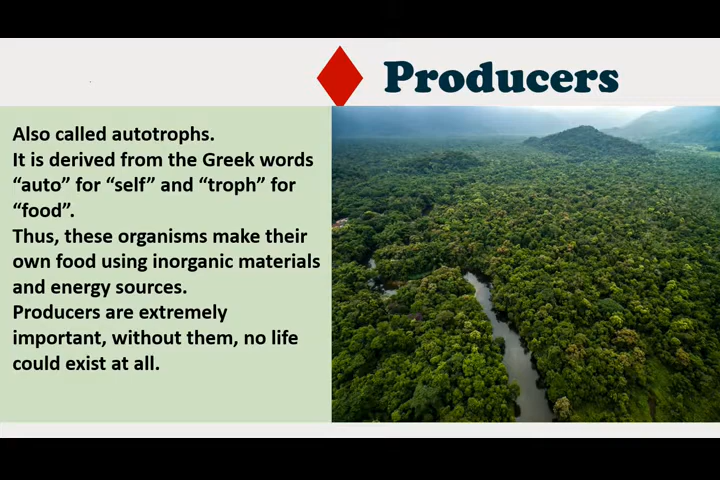 Producers
Also called autotrophs.
It is derived from the Greek words
“auto” for “self” and “troph” for
“food”.
Thus, these organisms make their
own food using inorganic materials
and energy sources.
Producers are extremely
important, without them, no life
could exist at all.